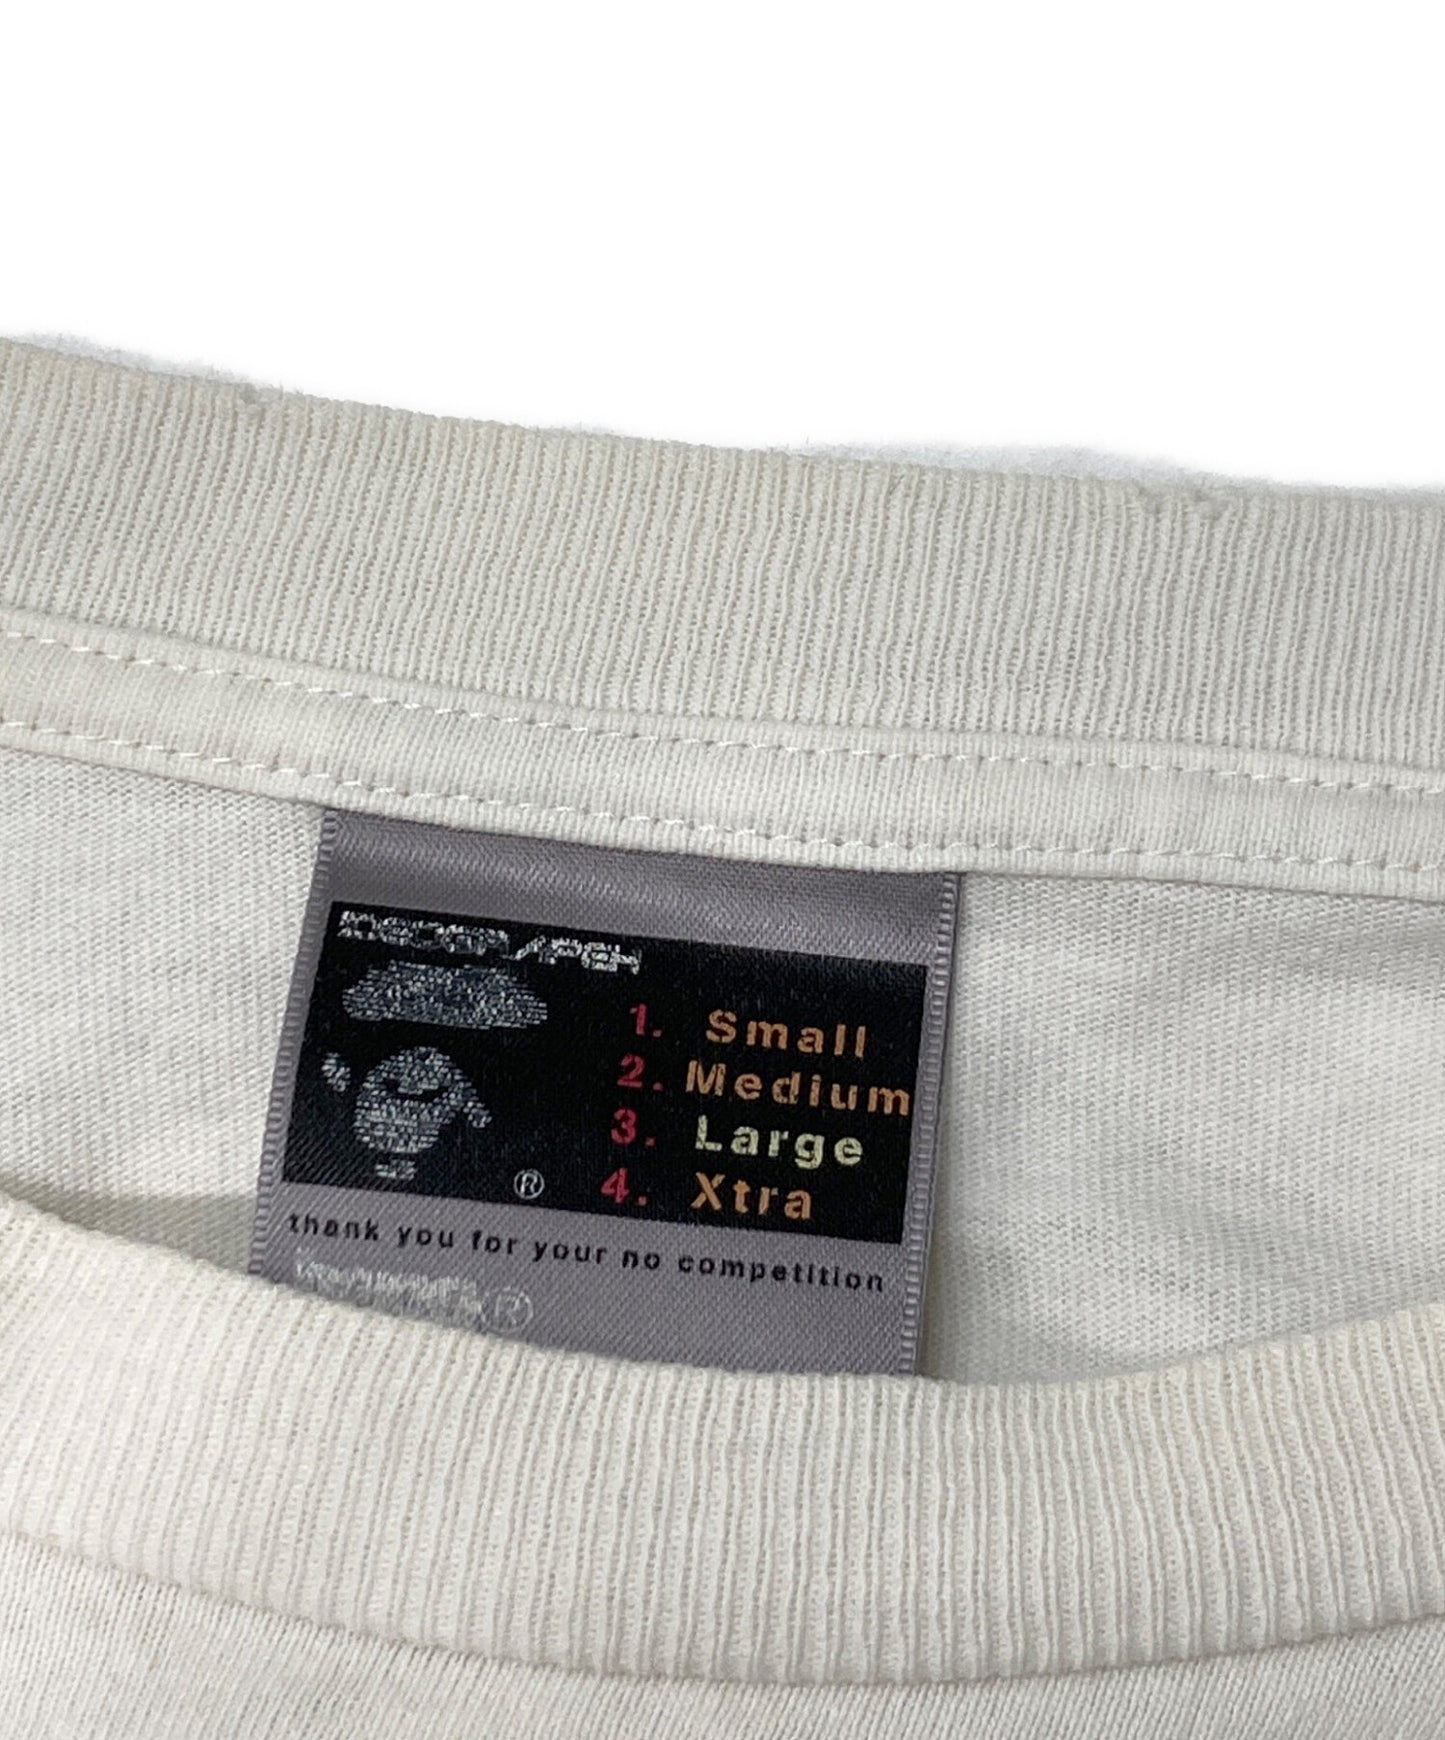 1. Small
2. Medium
3. Large
4. Xtra
®
thank you for your no competition
®